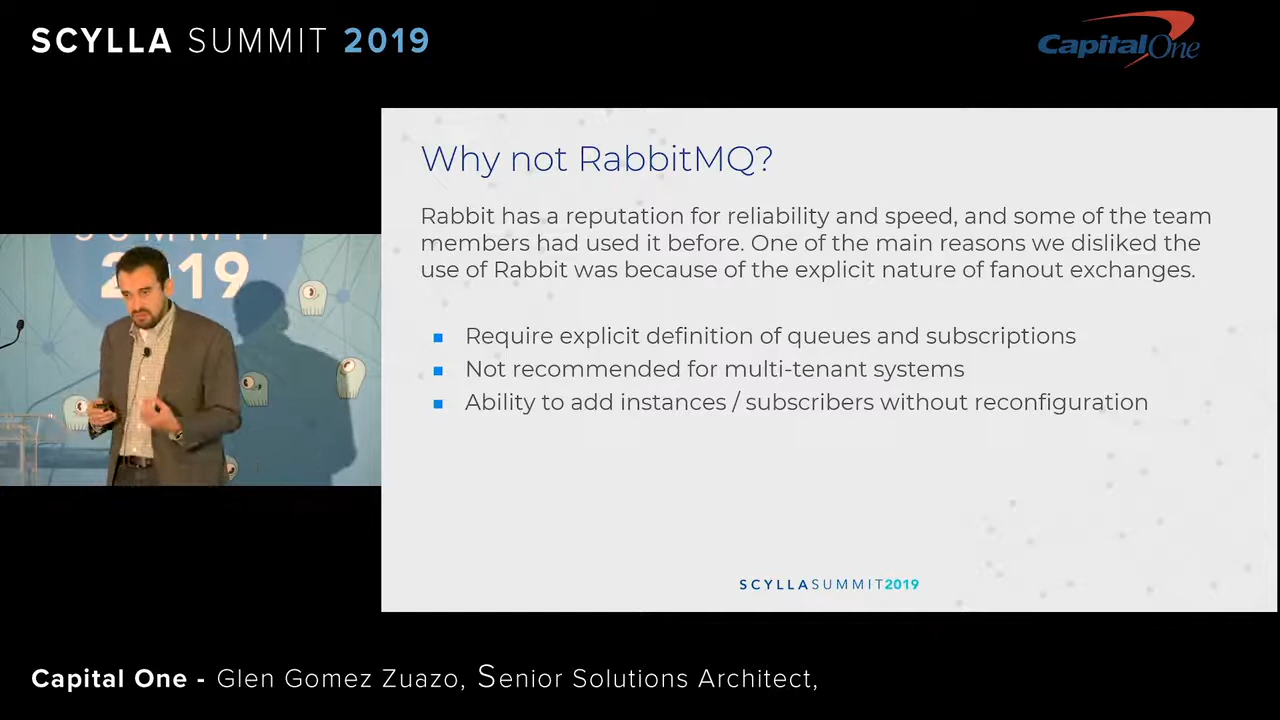 SCYLLA SUMMIT 2019
CapitalOne
Why not RabbitMQ?
Rabbit has a reputation for reliability and speed, and some of the team
members had used it before. One of the main reasons we disliked the
use of Rabbit was because of the explicit nature of fanout exchanges.
Require explicit definition of queues and subscriptions
Not recommended for multi-tenant systems
Ability to add instances / subscribers without reconfiguration
SUMMIT
2019
SCYLLASUMMIT2019
Capital One - Glen Gomez Zuazo, Senior Solutions Architect,